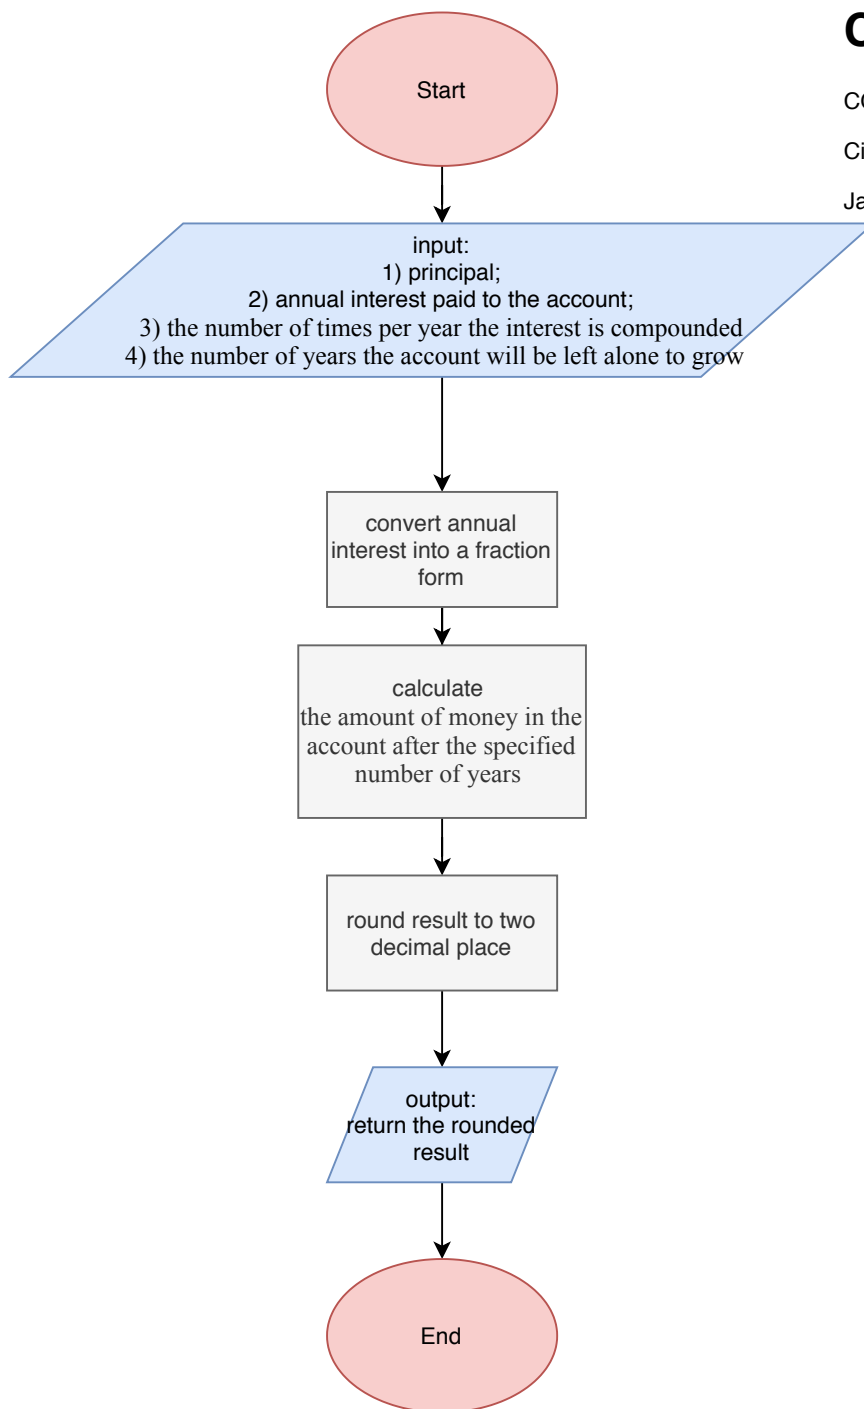 Start
input:
1) principal;
2) annual interest paid to the account;
3) the number of times per year the interest is compounded
4) the number of years the account will be left alone to grow
convert annual
interest into a fraction
form
calculate
the amount of money in the
account after the specified
number of years
round result to two
decimal place
output:
return the rounded
result
End